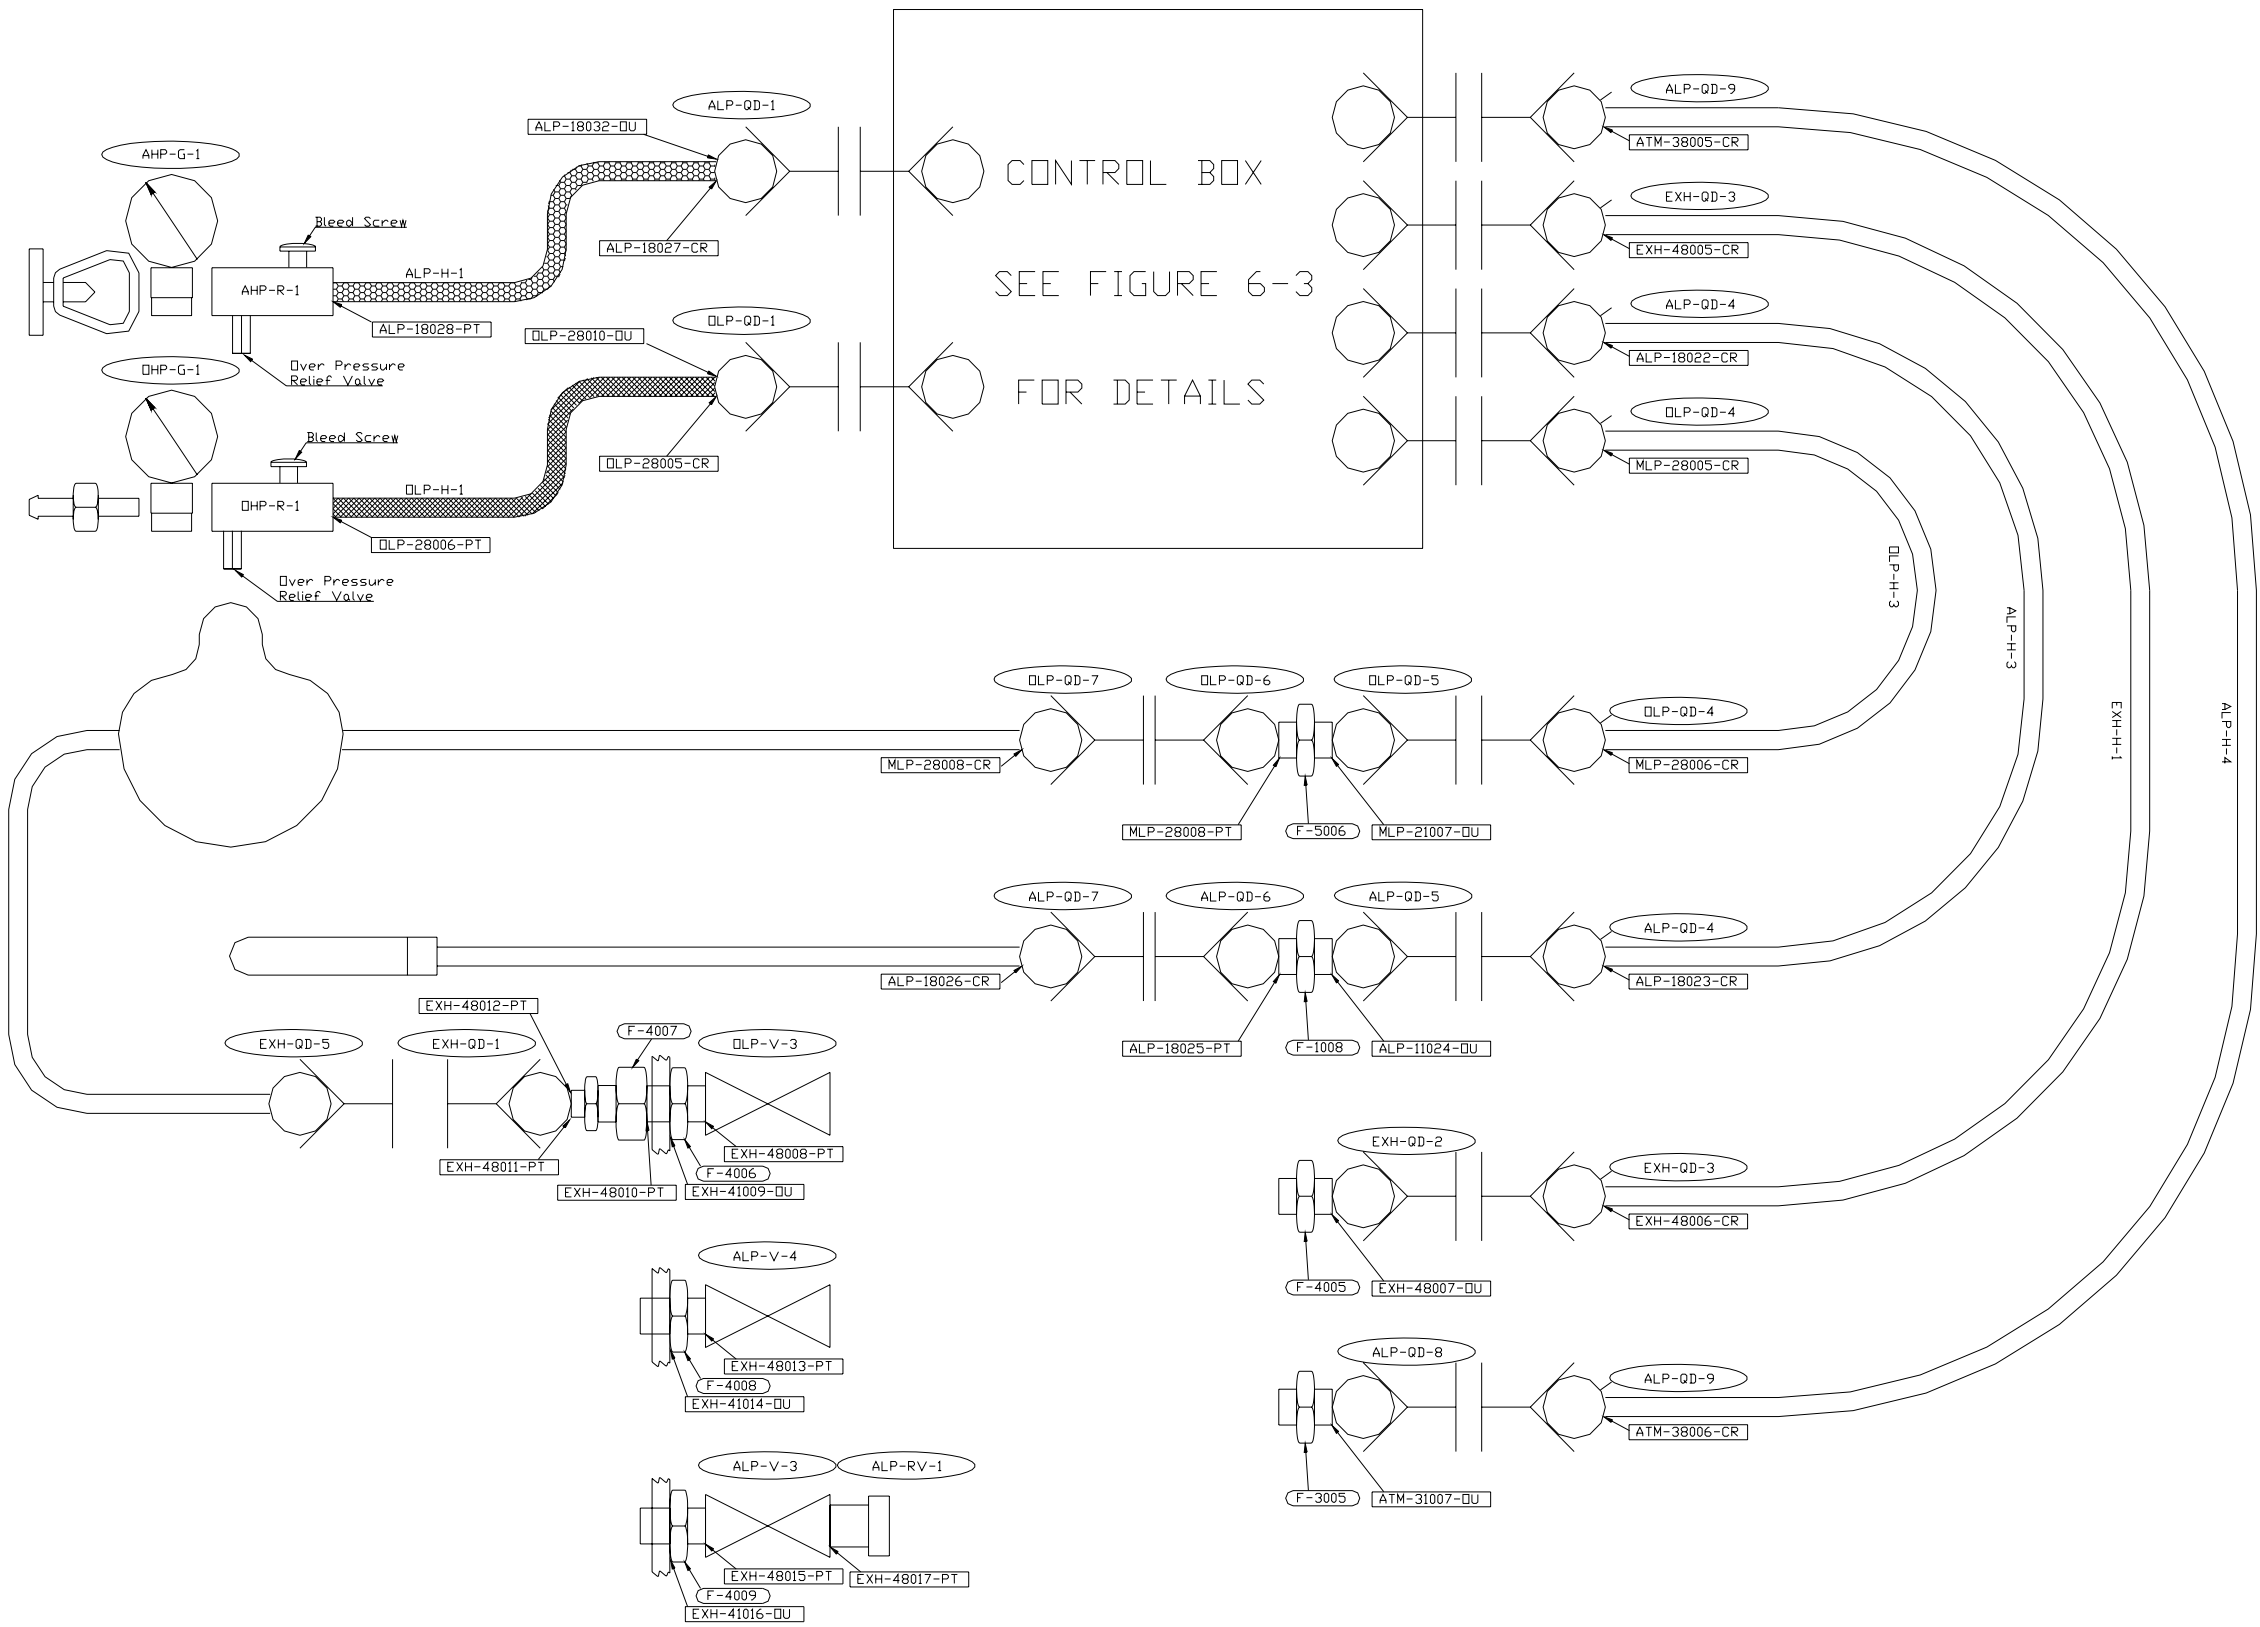 ALP-QD-1
ALP-18032-OU
AHP-G-1
Bleed Screw
ALP-18027-CR
ALP-H-1
AHP-R-1
ALP-18028-PT
Over Pressure
Relief Valve
OLP-QD-1
OLP-28010-OU
OHP-G-1
Bleed Screw
OLP-28005-CR
OLP-H-1
OHP-R-1
OLP-28006-PT
Over Pressure
Relief Valve
CONTROL BOX
SEE FIGURE 6-3
FOR DETAILS
ALP-QD-9
ATM-38005-CR
EXH-QD-3
EXH-48005-CR
ALP-QD-4
ALP-18022-CR
OLP-QD-4
MLP-28005-CR
OLP-H-3
ALP-H-3
EXH-H-1
ALP-H-4
OLP-QD-7
OLP-QD-6
OLP-QD-5
OLP-QD-4
MLP-28008-CR
MLP-28006-CR
MLP-28008-PT
F-5006
MLP-21007-OU
ALP-QD-7
ALP-QD-6
ALP-QD-5
ALP-QD-4
ALP-18026-CR
ALP-18023-CR
ALP-18025-PT
F-1008
ALP-11024-OU
EXH-48012-PT
F-4007
EXH-QD-5
EXH-QD-1
OLP-V-3
EXH-48008-PT
EXH-48011-PT
F-4006
EXH-48010-PT
EXH-41009-OU
EXH-QD-2
EXH-QD-3
EXH-48006-CR
F-4005
EXH-48007-OU
ALP-V-4
EXH-48013-PT
F-4008
EXH-41014-OU
ALP-QD-8
ALP-QD-9
ATM-38006-CR
F-3005
ATM-31007-OU
ALP-V-3
ALP-RV-1
EXH-48015-PT
EXH-48017-PT
F-4009
EXH-41016-OU